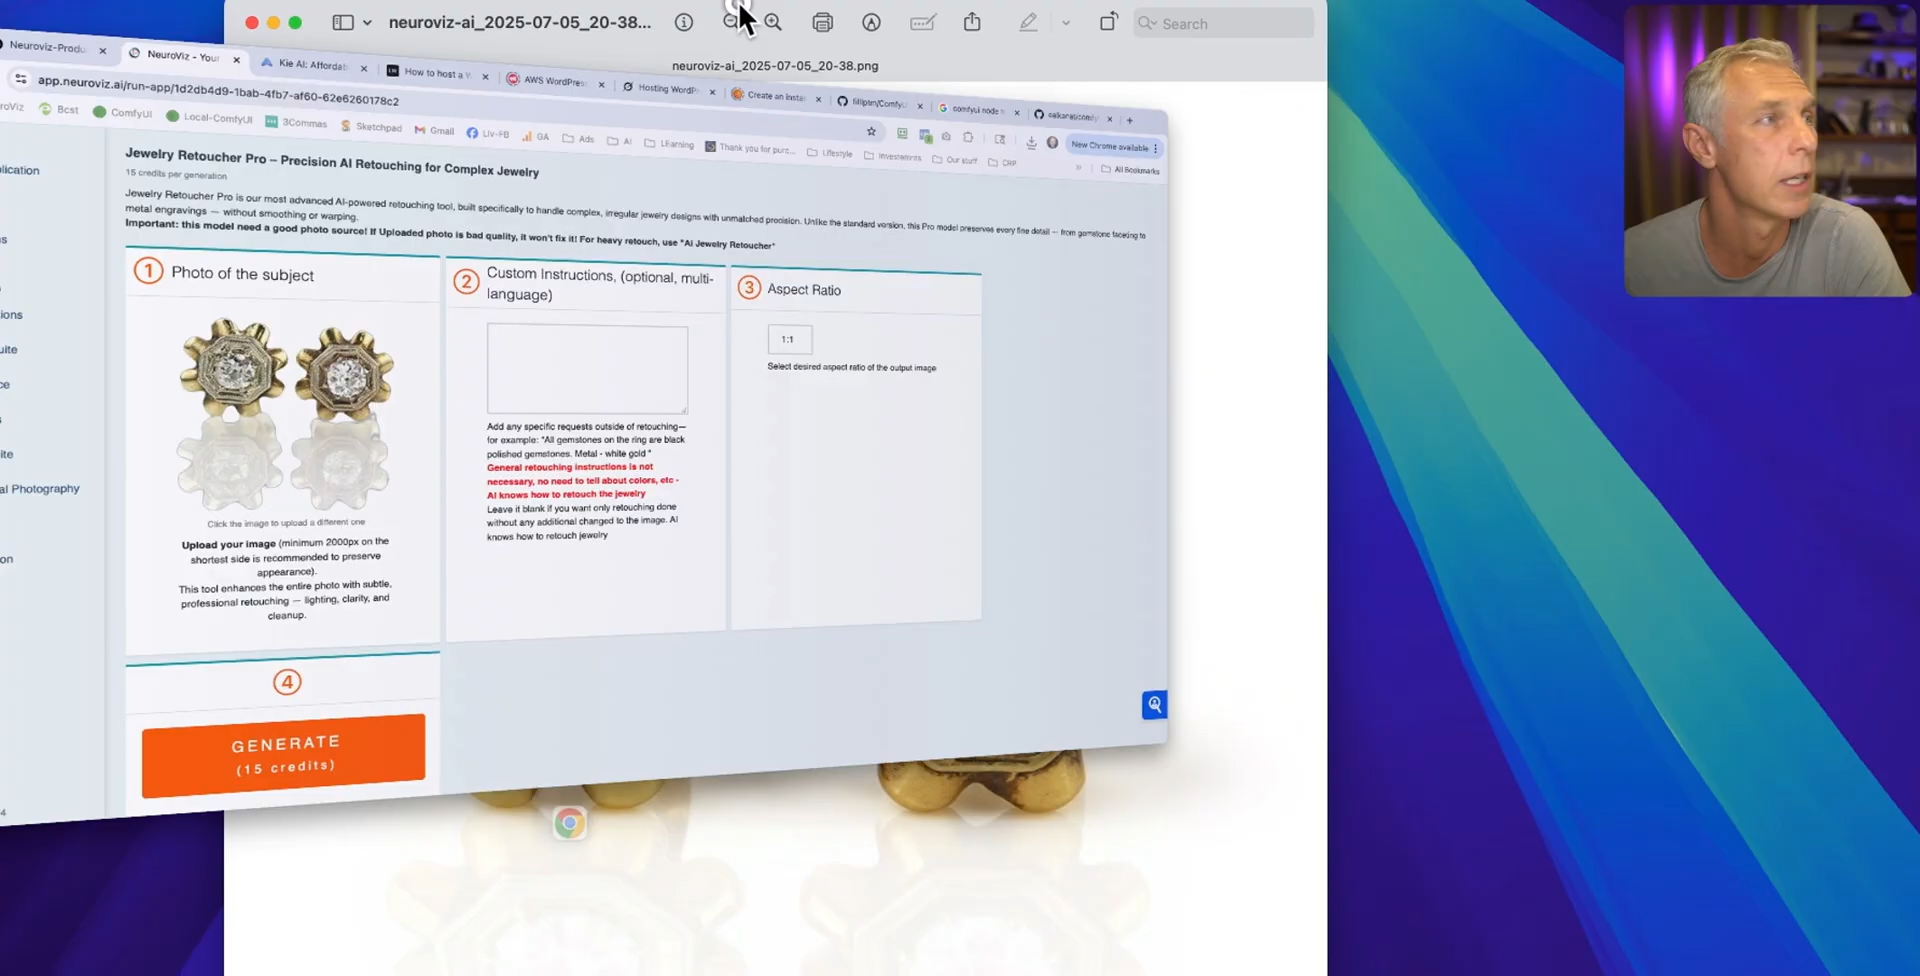 neuroviz-ai_2025-07-05_20-38...
Search
neuroviz-ai_2025-07-05_20-38.png
Neuroviz-Produ
NeuroViz - Your
Kie AI: Affordab
How to host a
AWS WordPres
Hosting WordP
Create an insta
comfyui node
app.neuroviz.ai/run-app/1d2db4d9-1bab-4fb7-af60-62e6260178c2
New Chrome available
roViz
Bcst
ComfyUI
Local-ComfyUI
3Commas
Sketchpad
Gmail
Liv-FB
GA
Ads
AI
LEarning
Thank you for purc...
Lifestyle
Investemnts
Our stuff
CRP
All Bookmarks
lication
s
ions
uite
ce
s
ite
al Photography
on
4
Jewelry Retoucher Pro – Precision AI Retouching for Complex Jewelry
15 credits per generation
Jewelry Retoucher Pro is our most advanced AI-powered retouching tool, built specifically to handle complex, irregular jewelry designs with unmatched precision. Unlike the standard version, this Pro model preserves every fine detail — from gemstone faceting to
metal engravings — without smoothing or warping.
Important: this model need a good photo source! If Uploaded photo is bad quality, it won't fix it! For heavy retouch, use "AI Jewelry Retoucher"
1 Photo of the subject
Click the image to upload a different one
Upload your image (minimum 2000px on the
shortest side is recommended to preserve
appearance).
This tool enhances the entire photo with subtle,
professional retouching — lighting, clarity, and
cleanup.
2 Custom Instructions, (optional, multi-
language)
Add any specific requests outside of retouching—
for example: "All gemstones on the ring are black
polished gemstones. Metal - white gold "
General retouching instructions is not
necessary, no need to tell about colors, etc -
AI knows how to retouch the jewelry
Leave it blank if you want only retouching done
without any additional changed to the image. AI
knows how to retouch jewelry
3 Aspect Ratio
1:1
Select desired aspect ratio of the output image
4
GENERATE
(15 credits)